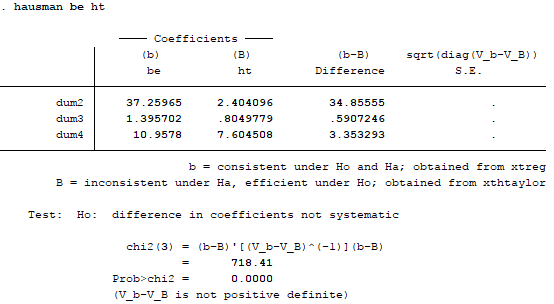 . hausman be ht
Coefficients
(b) (B) (b-B) sqrt(diag(V_b-V_B))
be ht Difference S.E.
dum2 37.25965 2.404096 34.85555 .
dum3 1.395702 .8049779 .5907246 .
dum4 10.9578 7.604508 3.353293 .
b = consistent under Ho and Ha; obtained from xtreg
B = inconsistent under Ha, efficient under Ho; obtained from xthtaylor
Test: Ho: difference in coefficients not systematic
chi2(3) = (b-B)'[(V_b-V_B)^(-1)](b-B)
= 718.41
Prob>chi2 = 0.0000
(V_b-V_B is not positive definite)